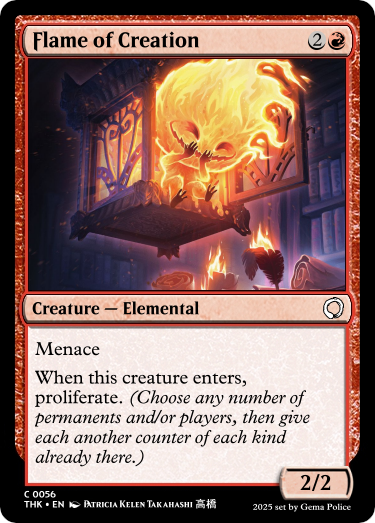 Flame of Creation 2
Creature — Elemental
Menace
When this creature enters,
proliferate. (Choose any number of
permanents and/or players, then give
each another counter of each kind
already there.)
2/2
C 0056
THK • EN Patricia Kelen Takahashi 高橋
2025 set by Gema Police